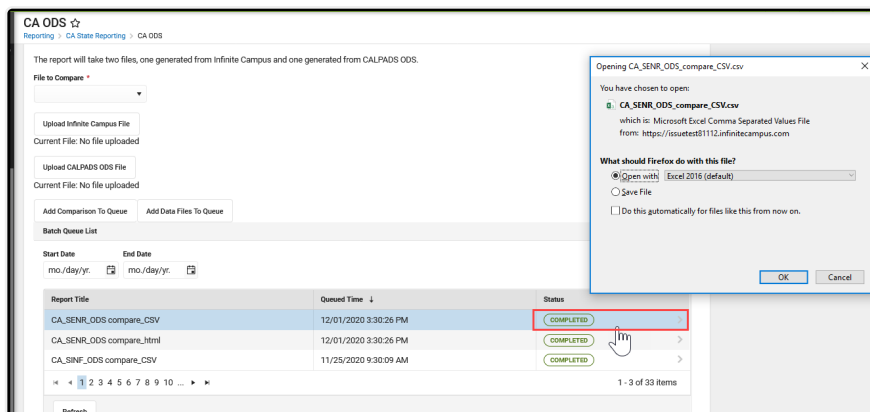 CA ODS ☆
Reporting > CA State Reporting > CA ODS
The report will take two files, one generated from Infinite Campus and one generated from CALPADS ODS.
File to Compare *
Upload Infinite Campus File
Current File: No file uploaded
Upload CALPADS ODS File
Current File: No file uploaded
Add Comparison To Queue Add Data Files To Queue
Batch Queue List
Start Date End Date
mo./day/yr. mo./day/yr.
Report Title Queued Time ↓ Status
CA_SENR_ODS compare_CSV 12/01/2020 3:30:26 PM COMPLETED
CA_SENR_ODS compare_html 12/01/2020 3:30:26 PM COMPLETED
CA_SINF_ODS compare_CSV 11/25/2020 9:30:09 AM COMPLETED
1 2 3 4 5 6 7 8 9 10 ... 1 - 3 of 33 items
Refresh
Opening CA_SENR_ODS_compare_CSV.csv
You have chosen to open:
CA_SENR_ODS_compare_CSV.csv
which is: Microsoft Excel Comma Separated Values File
from: https://issuetest81112.infinitecampus.com
What should Firefox do with this file?
Open with Excel 2016 (default)
Save File
Do this automatically for files like this from now on.
OK Cancel